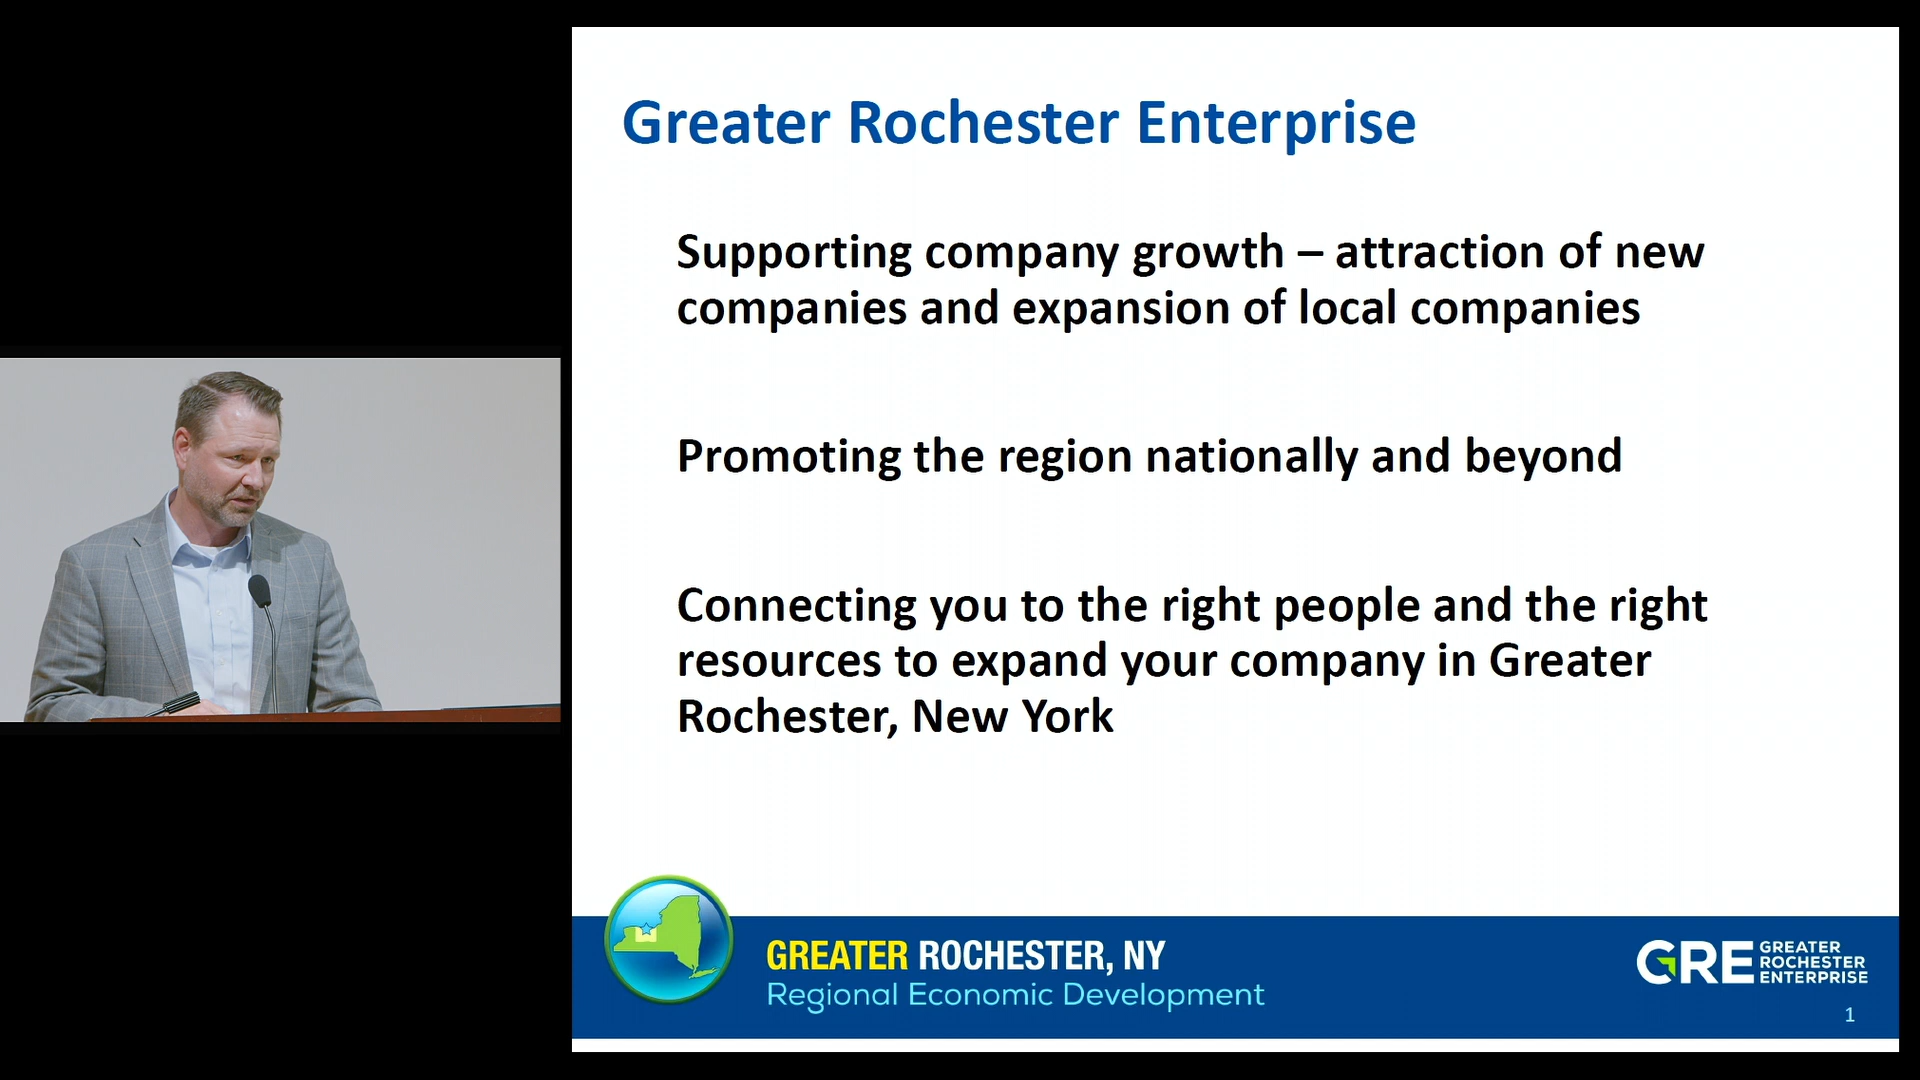 Greater Rochester Enterprise
Supporting company growth – attraction of new
companies and expansion of local companies
Promoting the region nationally and beyond
Connecting you to the right people and the right
resources to expand your company in Greater
Rochester, New York
GREATER ROCHESTER, NY
Regional Economic Development
GRE
GREATER
ROCHESTER
ENTERPRISE
1